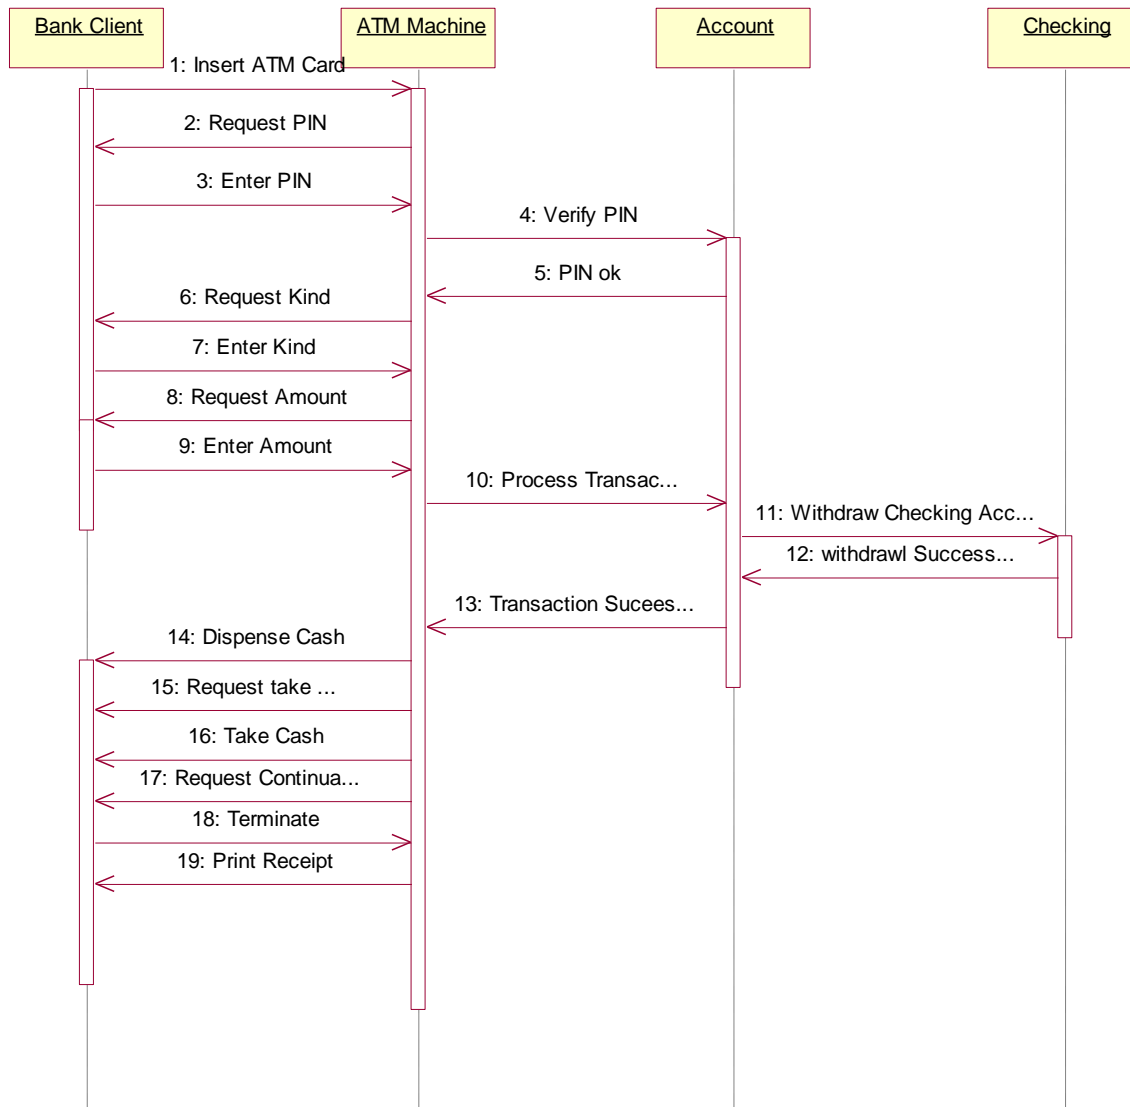 Bank Client
ATM Machine
Account
Checking
1: Insert ATM Card
2: Request PIN
3: Enter PIN
4: Verify PIN
5: PIN ok
6: Request Kind
7: Enter Kind
8: Request Amount
9: Enter Amount
10: Process Transac...
11: Withdraw Checking Acc...
12: withdrawl Success...
13: Transaction Sucees...
14: Dispense Cash
15: Request take ...
16: Take Cash
17: Request Continua...
18: Terminate
19: Print Receipt